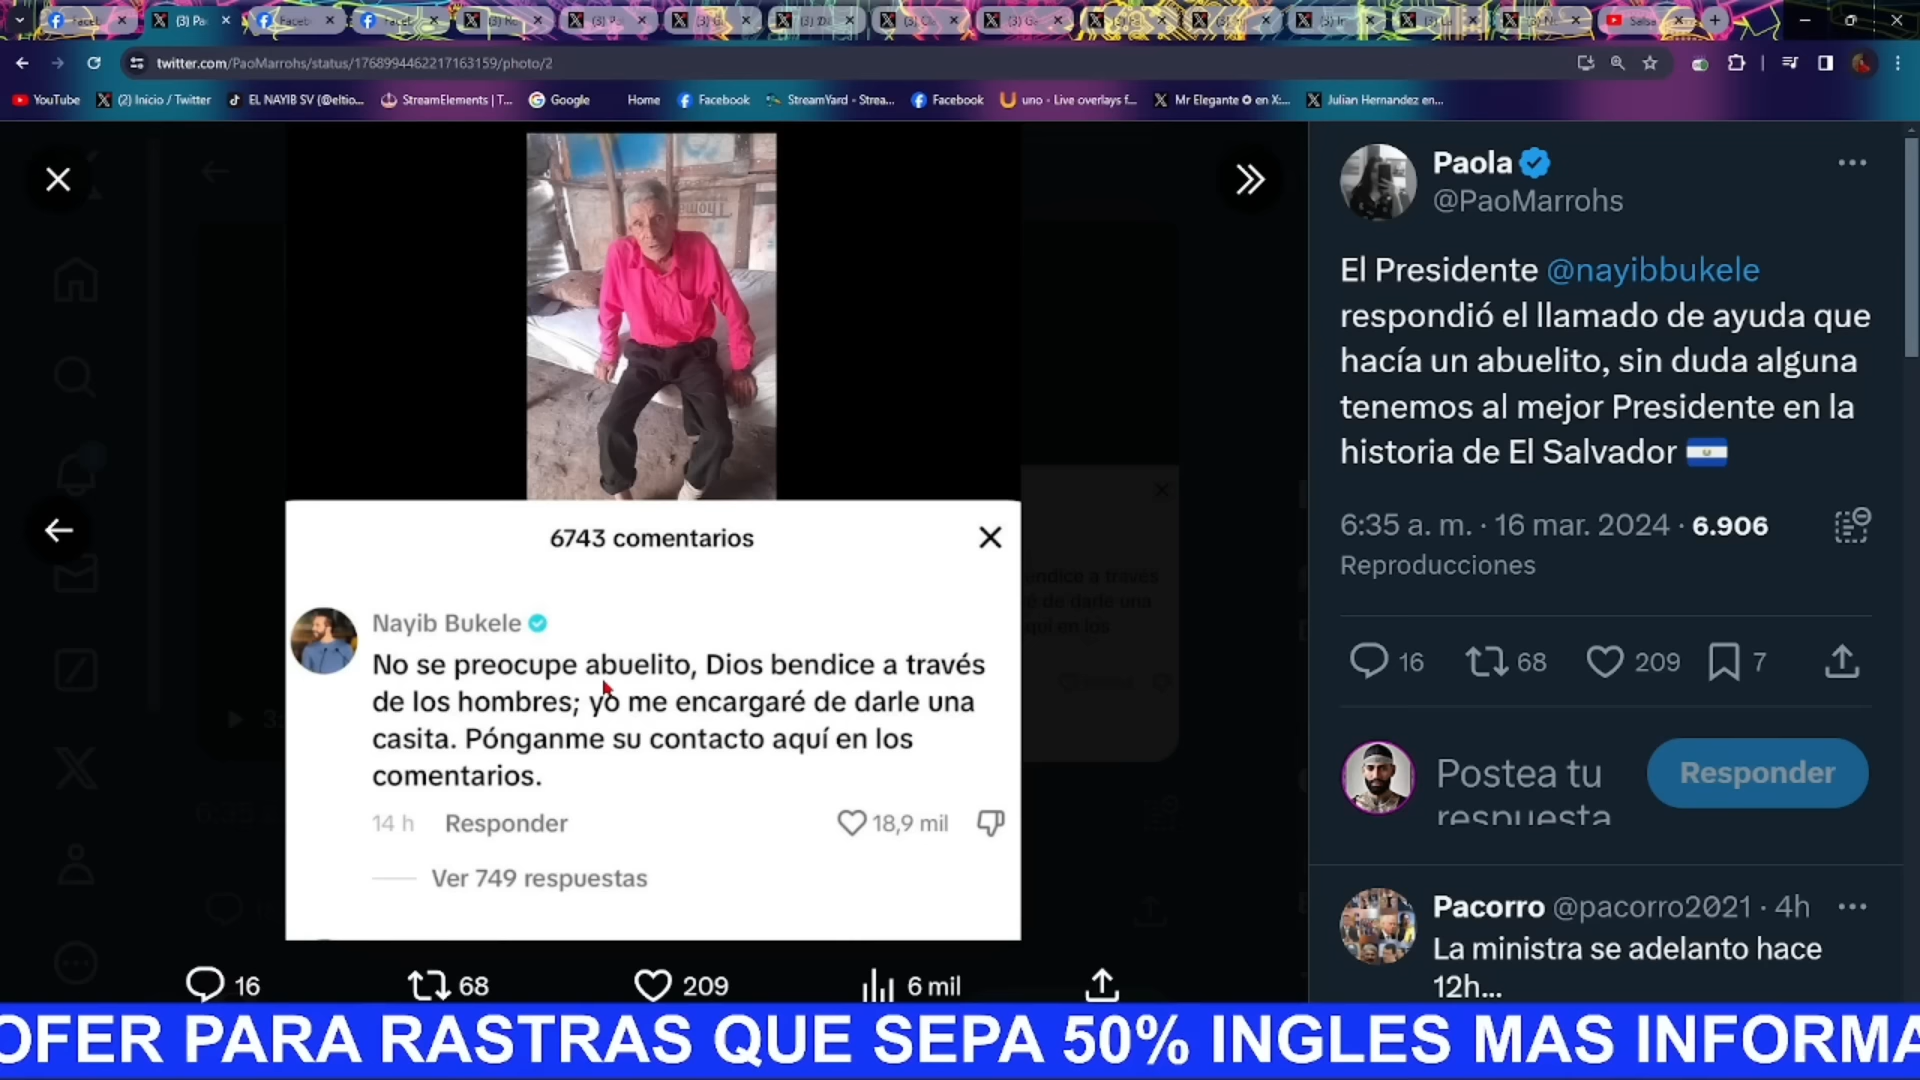 (3) Pa
Salsa
twitter.com/PaoMarrohs/status/1768994462217163159/photo/2
YouTube
(2) Inicio / Twitter
EL NAYIB SV (@eltio...
StreamElements | T...
Google
Home
Facebook
StreamYard - Strea...
Facebook
uno - Live overlays f...
Mr Elegante ✪ en X:...
Julian Hernandez en...
6743 comentarios
Nayib Bukele
No se preocupe abuelito, Dios bendice a través
de los hombres; yo me encargaré de darle una
casita. Pónganme su contacto aquí en los
comentarios.
14 h Responder 18,9 mil
Ver 749 respuestas
16 68 209 6 mil
Paola
@PaoMarrohs
El Presidente @nayibbukele
respondió el llamado de ayuda que
hacía un abuelito, sin duda alguna
tenemos al mejor Presidente en la
historia de El Salvador
6:35 a. m. · 16 mar. 2024 · 6.906
Reproducciones
16 68 209 7
Postea tu
respuesta
Responder
Pacorro @pacorro2021 · 4h
La ministra se adelanto hace
12h...
OFER PARA RASTRAS QUE SEPA 50% INGLES MAS INFORMA